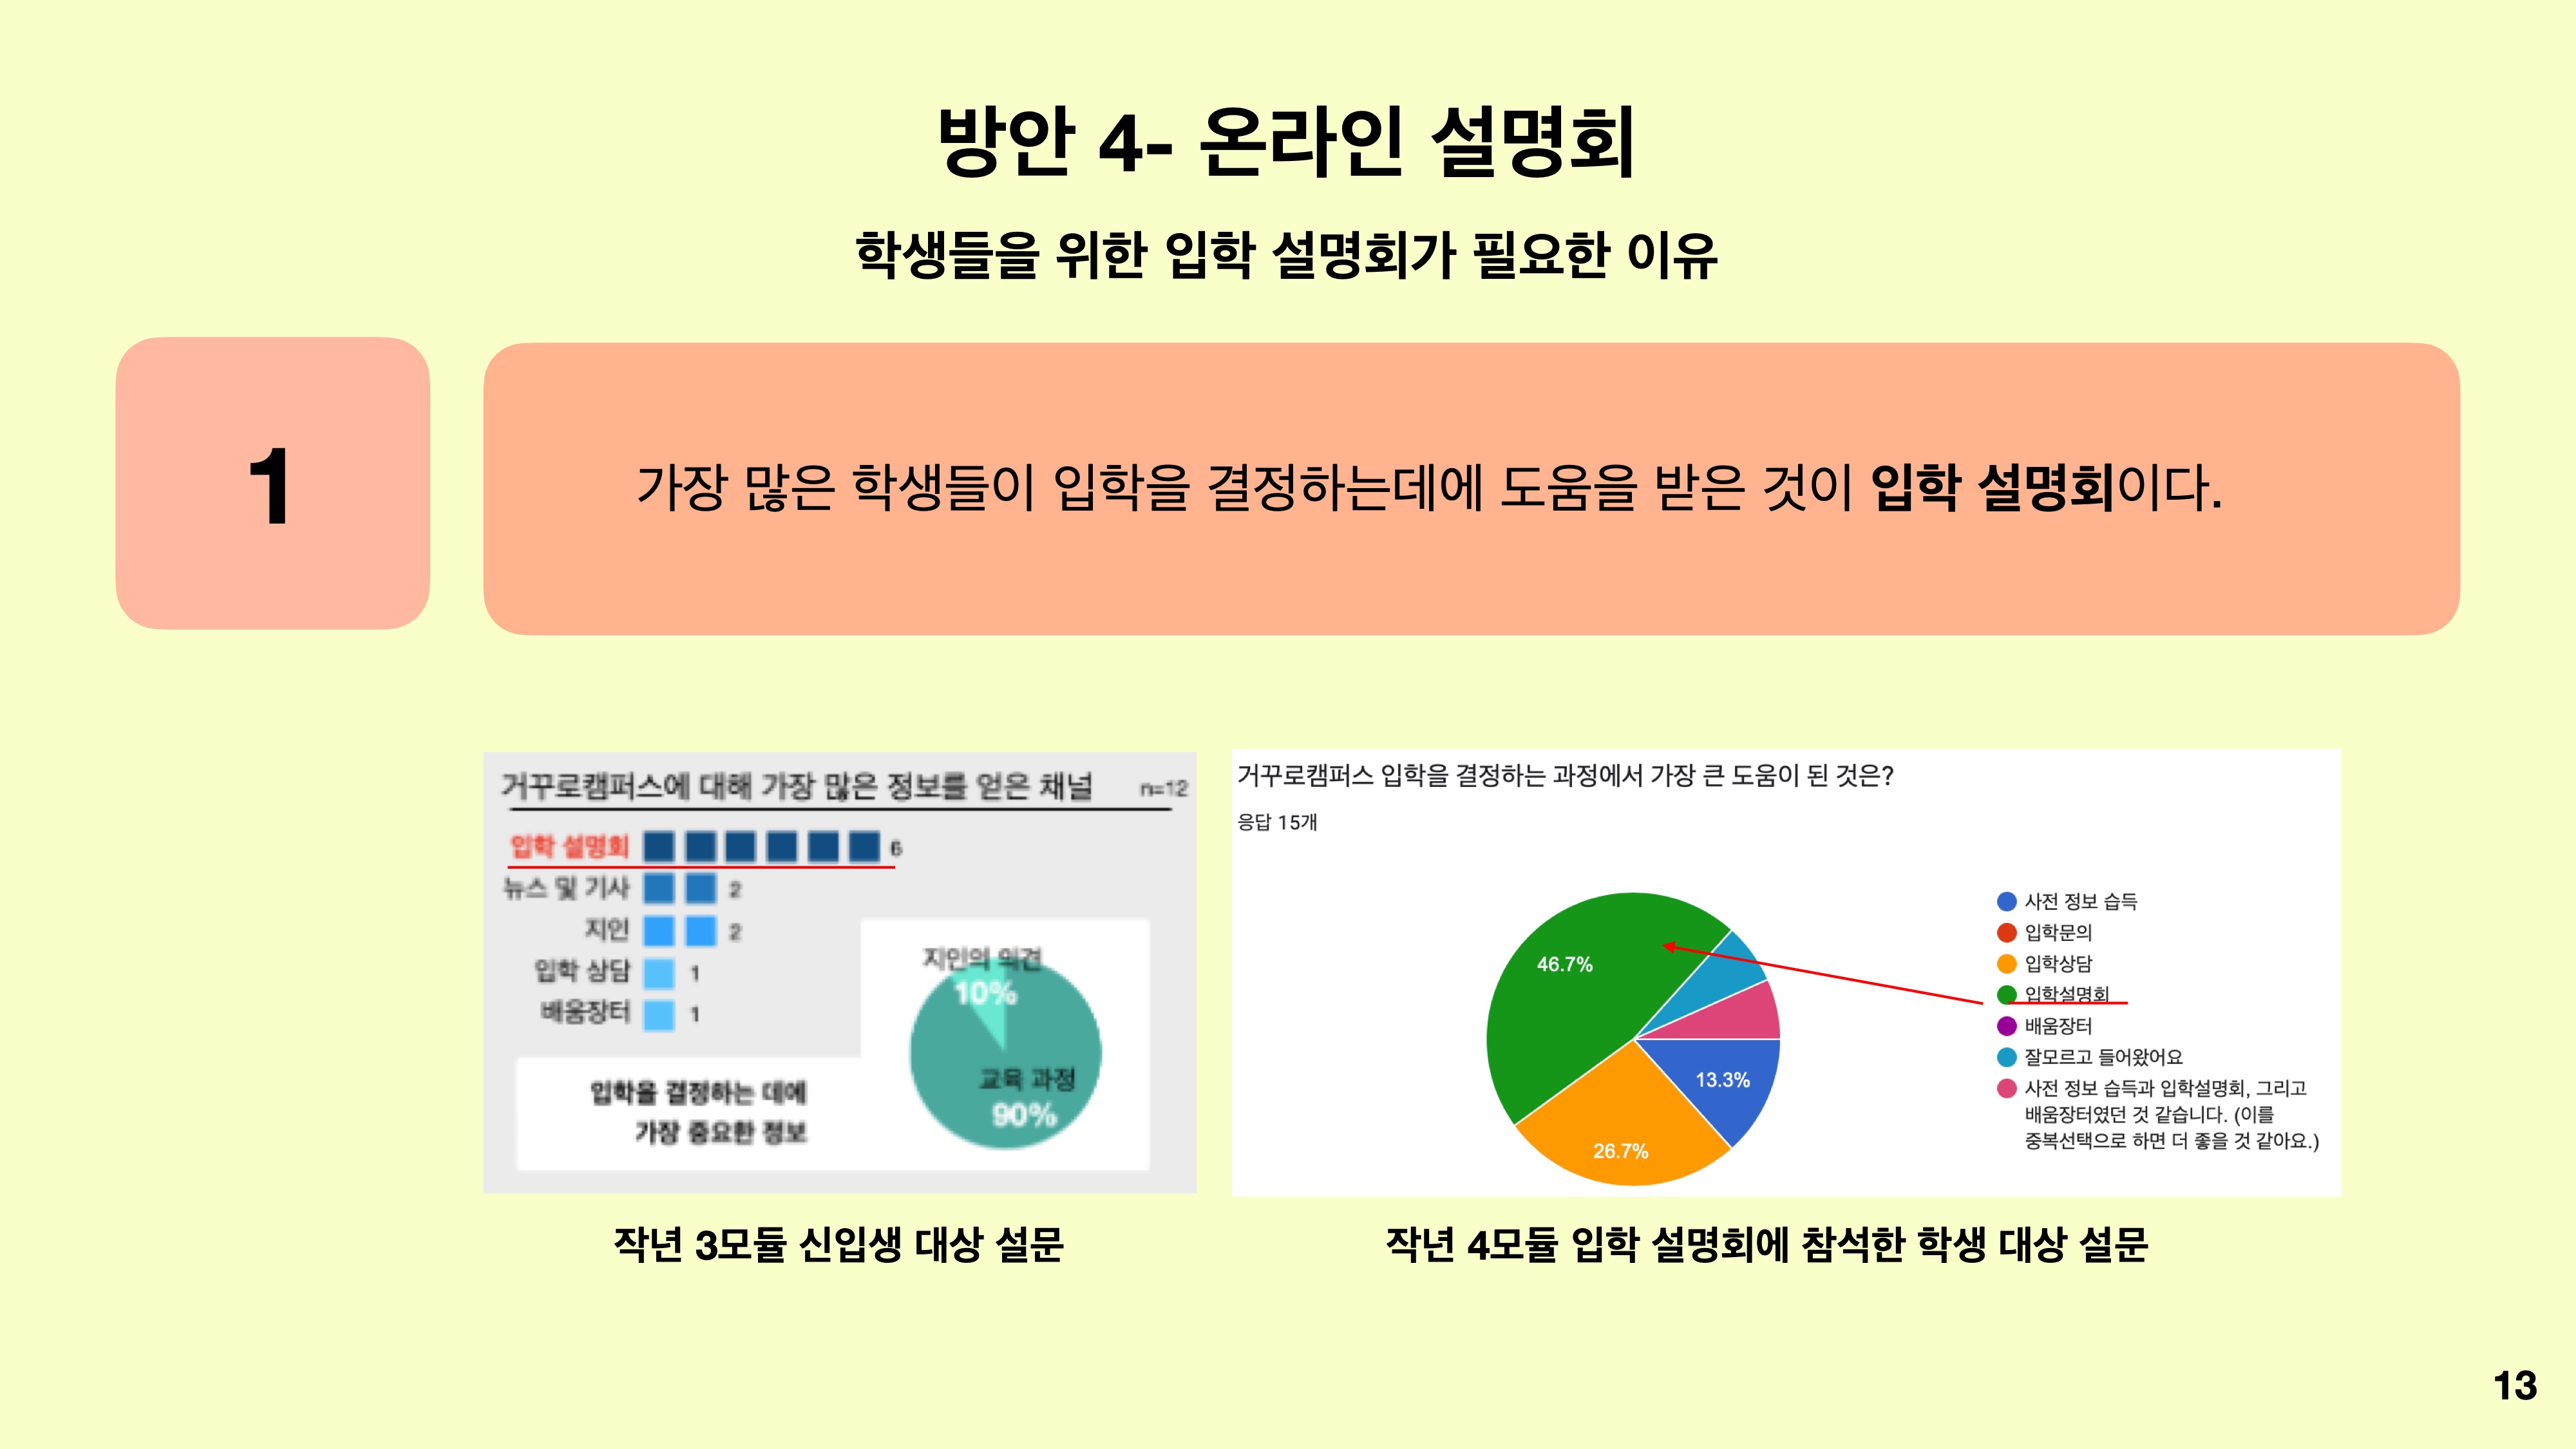 방안 4- 온라인 설명회
학생들을 위한 입학 설명회가 필요한 이유
1
가장 많은 학생들이 입학을 결정하는데에 도움을 받은 것이 입학 설명회이다.
거꾸로캠퍼스에 대해 가장 많은 정보를 얻은 채널 n=12
입학 설명회 6
뉴스 및 기사 2
지인 2
입학 상담 1
배움장터 1
지인의 의견
10%
교육 과정
90%
입학을 결정하는 데에
가장 중요한 정보
작년 3모듈 신입생 대상 설문
거꾸로캠퍼스 입학을 결정하는 과정에서 가장 큰 도움이 된 것은?
응답 15개
46.7%
13.3%
26.7%
사전 정보 습득
입학문의
입학상담
입학설명회
배움장터
잘모르고 들어왔어요
사전 정보 습득과 입학설명회, 그리고
배움장터였던 것 같습니다. (이를
중복선택으로 하면 더 좋을 것 같아요.)
작년 4모듈 입학 설명회에 참석한 학생 대상 설문
13